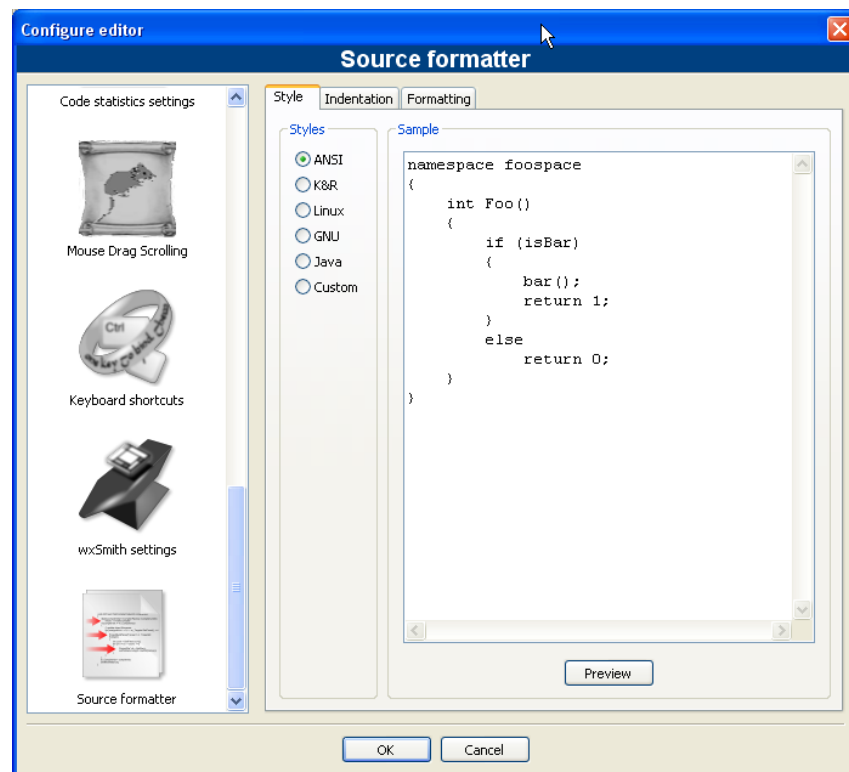 Configure editor
Source formatter
Code statistics settings
Mouse Drag Scrolling
Ctrl
Keyboard shortcuts
wxSmith settings
Source formatter
Style
Indentation
Formatting
Styles
ANSI
K&R
Linux
GNU
Java
Custom
Sample
namespace foospace
{
    int Foo()
    {
        if (isBar)
        {
            bar();
            return 1;
        }
        else
            return 0;
    }
}
Preview
OK
Cancel